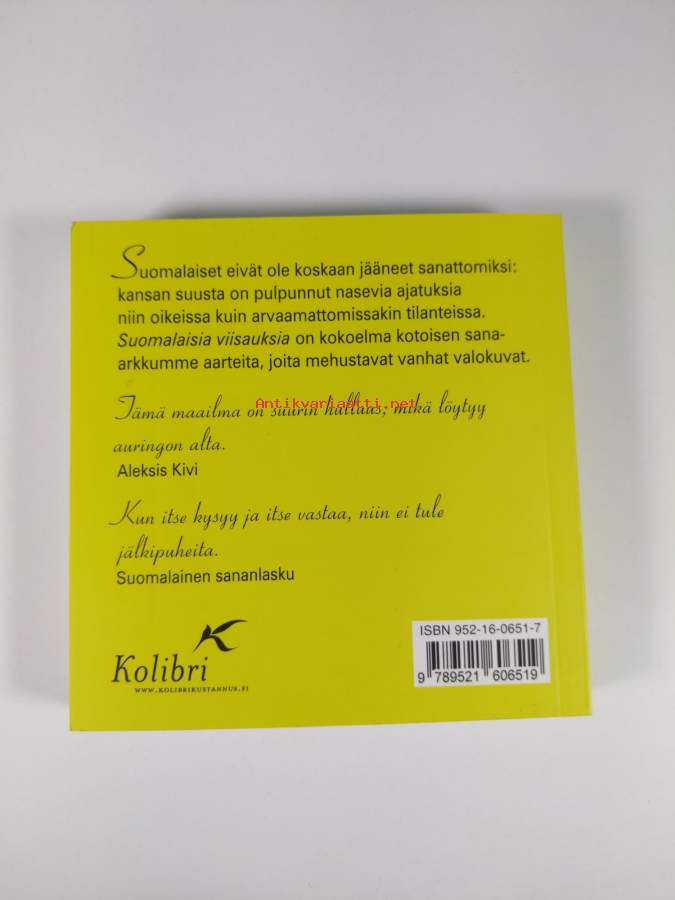 Suomalaiset eivät ole koskaan jääneet sanattomiksi:
kansan suusta on pulpunnut nasevia ajatuksia
niin oikeissa kuin arvaamattomissakin tilanteissa.
Suomalaisia viisauksia on kokoelma kotoisen sana-
arkkumme aarteita, joita mehustavat vanhat valokuvat.
Antikvariaatti.net
Tämä maailma on suurin hulluus, mikä löytyy
auringon alta.
Aleksis Kivi
Kun itse kysyy ja itse vastaa, niin ei tule
jälkipuheita.
Suomalainen sananlasku
Kolibri
WWW.KOLIBRIKUSTANNUS.FI
ISBN 952-16-0651-7
9 789521 606519